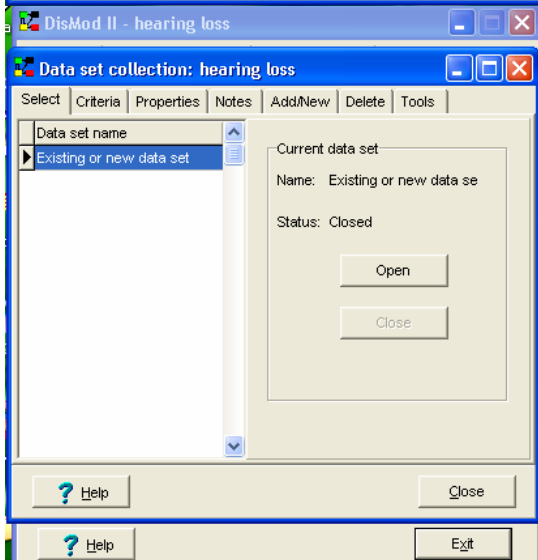 DisMod II - hearing loss
Data set collection: hearing loss
Select Criteria Properties Notes Add/New Delete Tools
Data set name
Existing or new data set
Current data set
Name: Existing or new data se
Status: Closed
Open
Close
? Help
Close
? Help
Exit